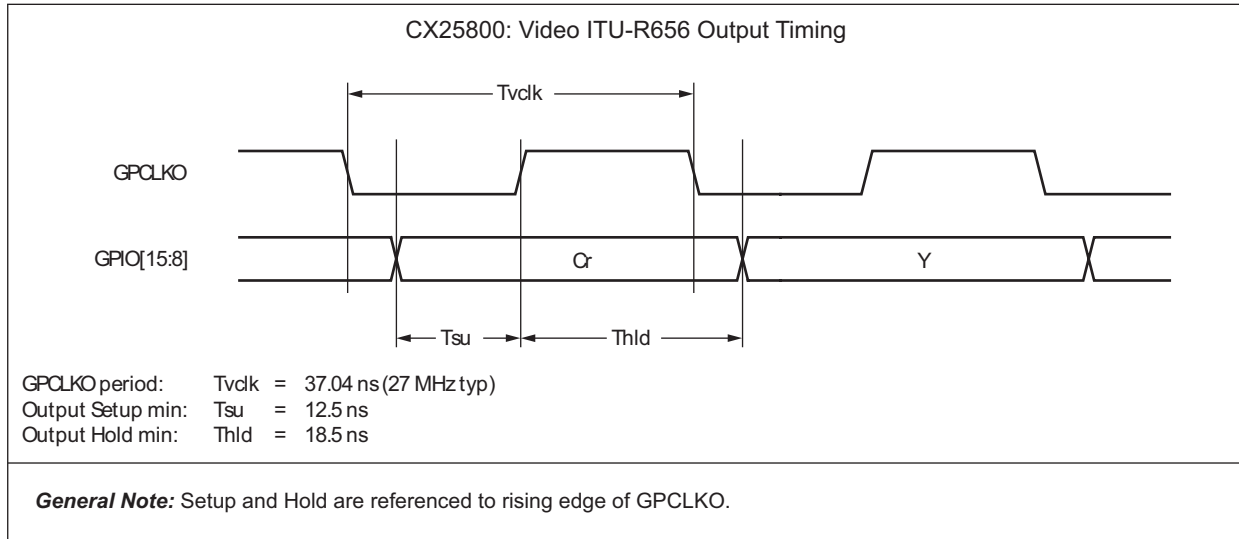 CX25800: Video ITU-R656 Output Timing
Tvclk
GPCLKO
GPIO[15:8]
Cr
Y
Tsu
Thld
GPCLKO period: Tvclk = 37.04 ns (27 MHz typ)
Output Setup min: Tsu = 12.5 ns
Output Hold min: Thld = 18.5 ns
General Note: Setup and Hold are referenced to rising edge of GPCLKO.